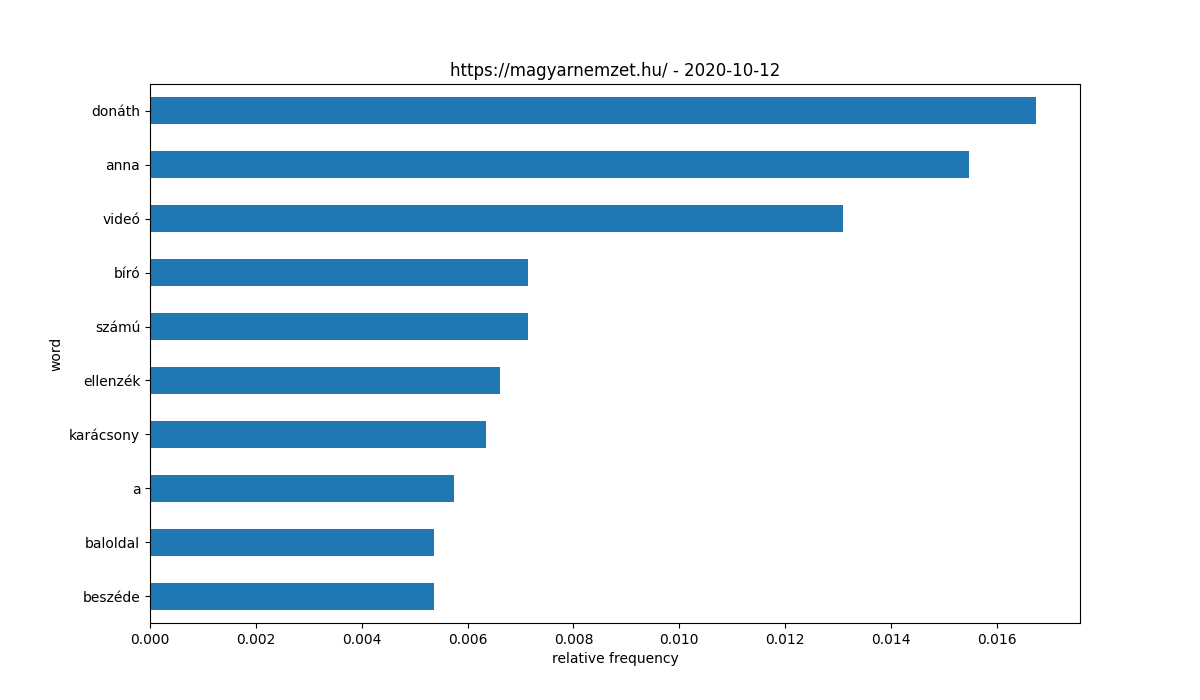 https://magyarnemzet.hu/ - 2020-10-12
donáth
anna
videó
bíró
számú
ellenzék
karácsony
a
baloldal
beszéde
word
0.000 0.002 0.004 0.006 0.008 0.010 0.012 0.014 0.016
relative frequency